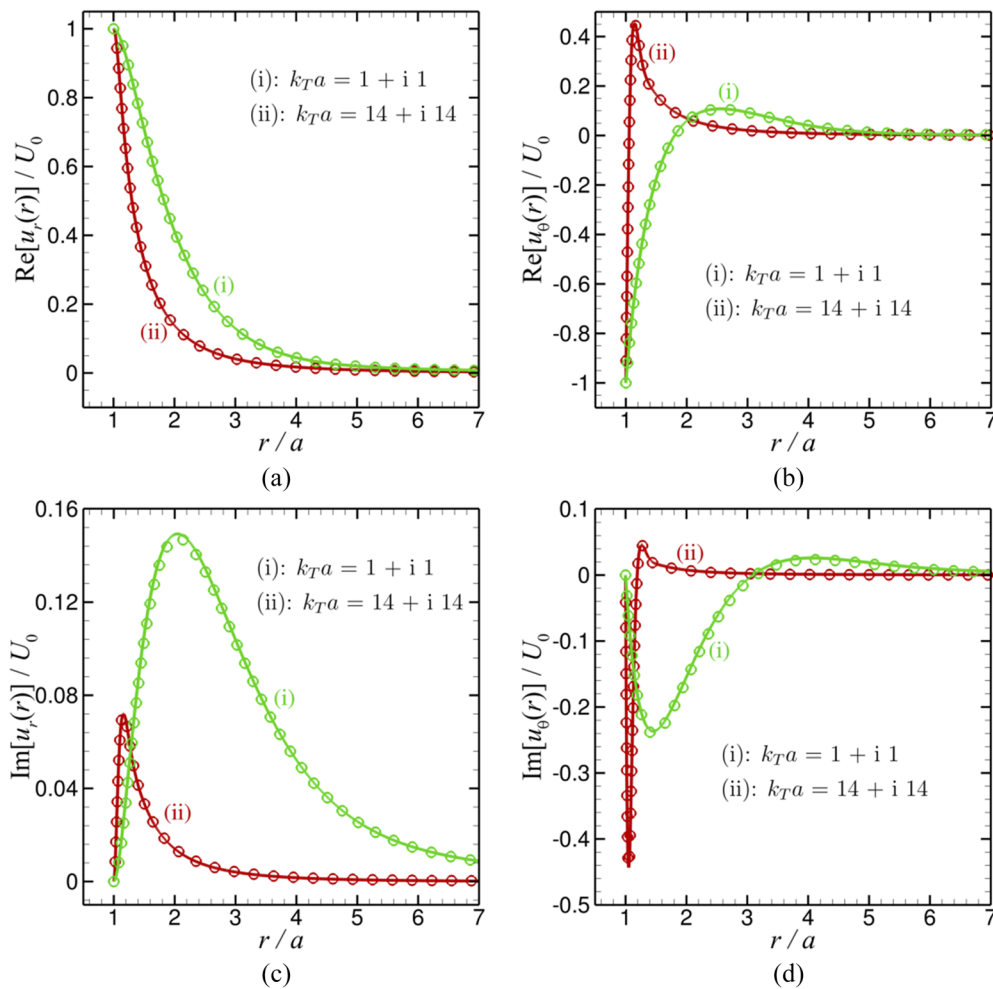 1
0.8
0.6
0.4
0.2
0
Re[u_r(r)] / U_0
(i): k_T a = 1 + i 1
(ii): k_T a = 14 + i 14
(i)
(ii)
1 2 3 4 5 6 7
r / a
(a)
0.4
0.2
0
-0.2
-0.4
-0.6
-0.8
-1
Re[u_θ(r)] / U_0
(ii)
(i)
(i): k_T a = 1 + i 1
(ii): k_T a = 14 + i 14
1 2 3 4 5 6 7
r / a
(b)
0.16
0.12
0.08
0.04
0
Im[u_r(r)] / U_0
(i): k_T a = 1 + i 1
(ii): k_T a = 14 + i 14
(i)
(ii)
1 2 3 4 5 6 7
r / a
(c)
0.1
0
-0.1
-0.2
-0.3
-0.4
-0.5
Im[u_θ(r)] / U_0
(ii)
(i)
(i): k_T a = 1 + i 1
(ii): k_T a = 14 + i 14
1 2 3 4 5 6 7
r / a
(d)